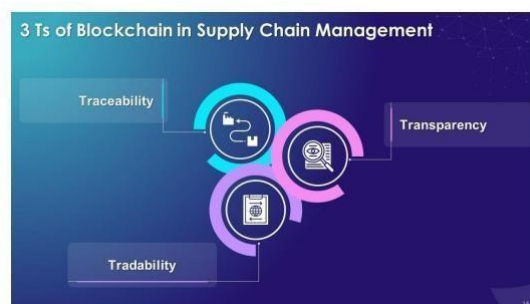 3 Ts of Blockchain in Supply Chain Management
Traceability
Transparency
Tradability